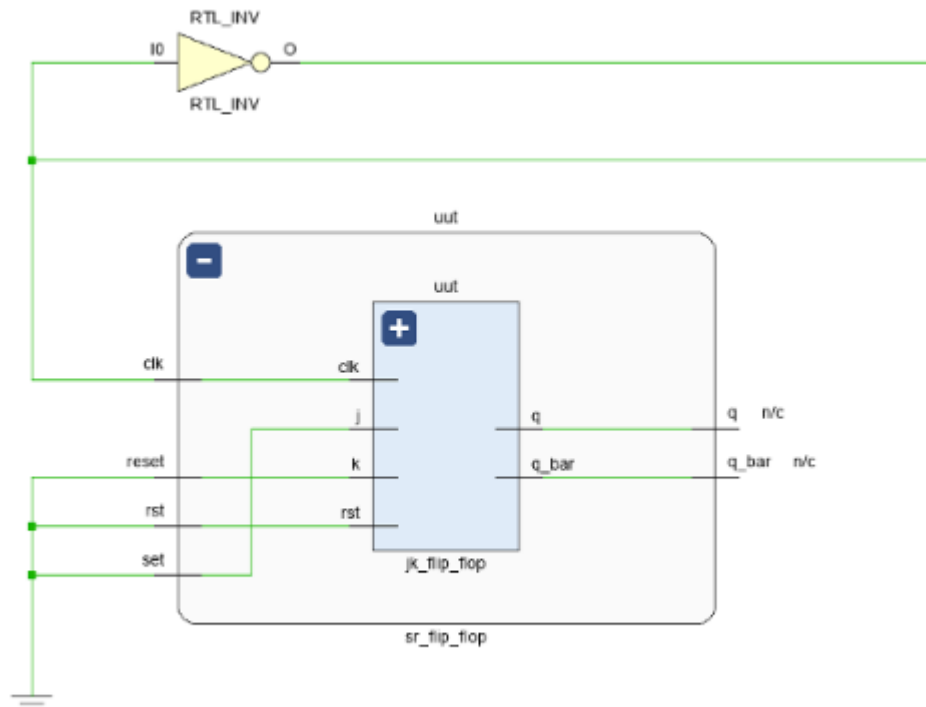 RTL_INV
I0 O
RTL_INV
uut
uut
clk clk
j q q n/c
reset k q_bar q_bar n/c
rst rst
set
jk_flip_flop
sr_flip_flop